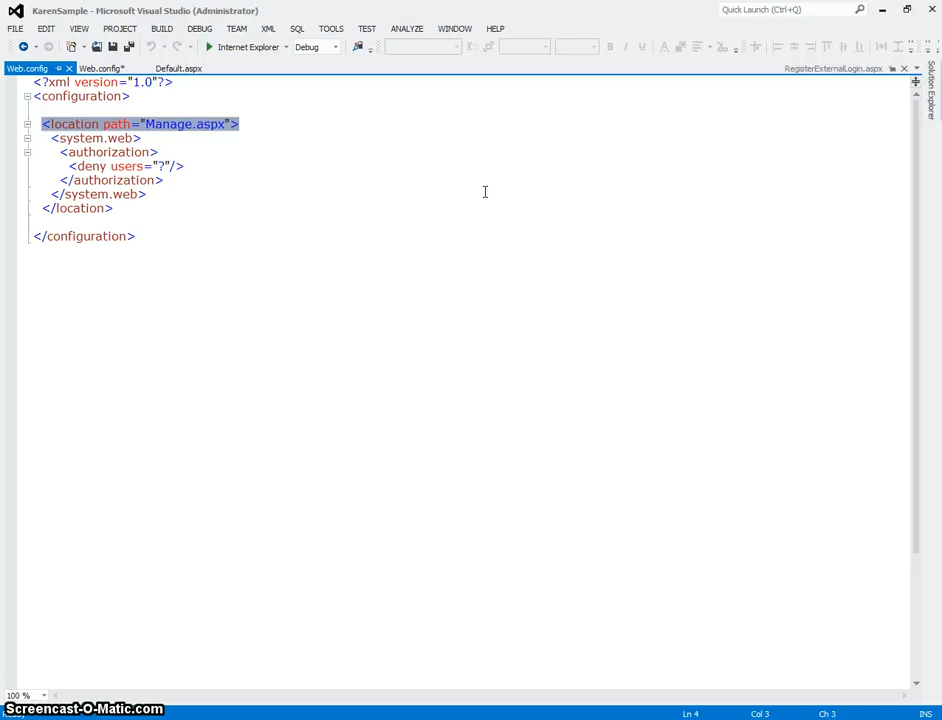 KarenSample - Microsoft Visual Studio (Administrator)
Quick Launch (Ctrl+Q)
FILE EDIT VIEW PROJECT BUILD DEBUG TEAM XML SQL TOOLS TEST ANALYZE WINDOW HELP
Internet Explorer Debug
Web.config Web.config* Default.aspx RegisterExternalLogin.aspx
Solution Explorer
<?xml version="1.0"?>
<configuration>
<location path="Manage.aspx">
<system.web>
<authorization>
<deny users="?"/>
</authorization>
</system.web>
</location>
</configuration>
100 %
Screencast-O-Matic.com
Ln 4 Col 3 Ch 3 INS